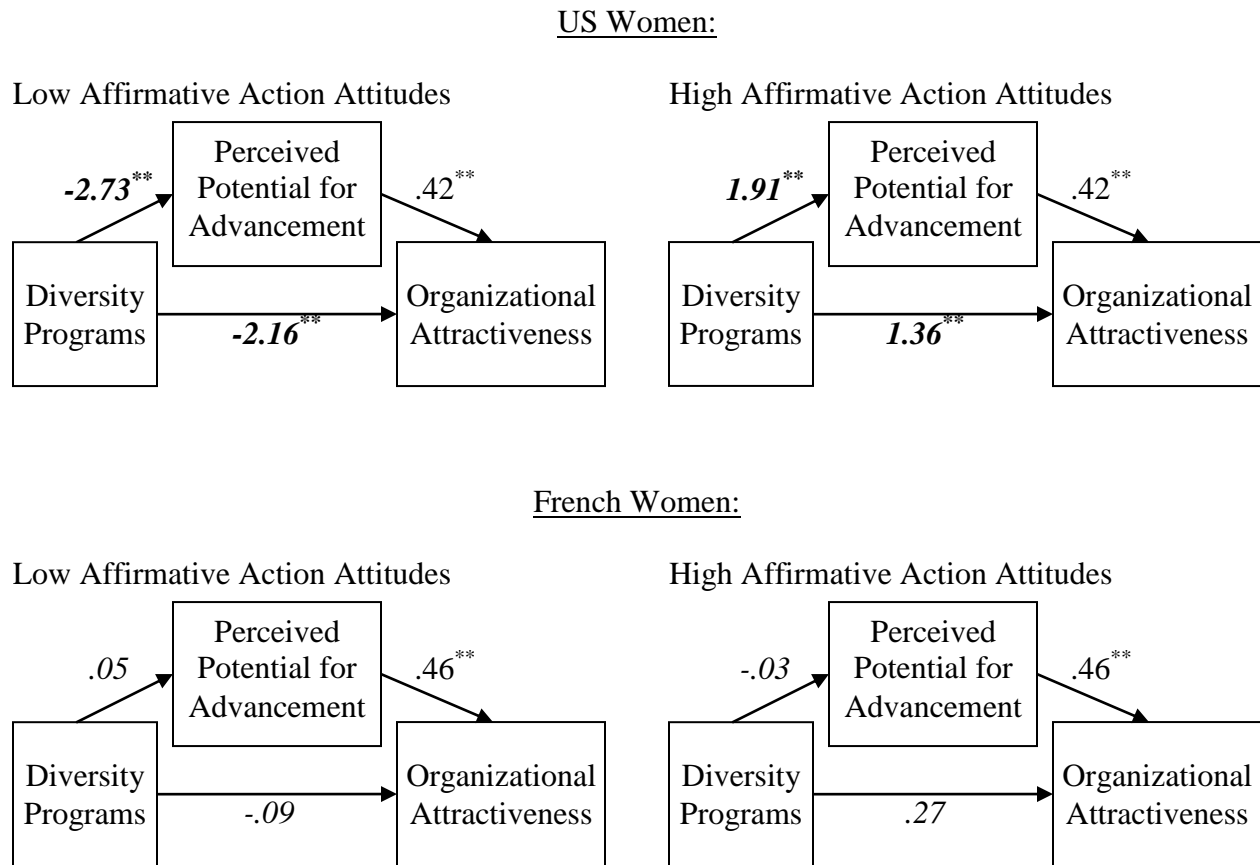 US Women:
Low Affirmative Action Attitudes
Perceived
Potential for
Advancement
-2.73**
.42**
Diversity
Programs
-2.16**
Organizational
Attractiveness
High Affirmative Action Attitudes
Perceived
Potential for
Advancement
1.91**
.42**
Diversity
Programs
1.36**
Organizational
Attractiveness
French Women:
Low Affirmative Action Attitudes
Perceived
Potential for
Advancement
.05
.46**
Diversity
Programs
-.09
Organizational
Attractiveness
High Affirmative Action Attitudes
Perceived
Potential for
Advancement
-.03
.46**
Diversity
Programs
.27
Organizational
Attractiveness